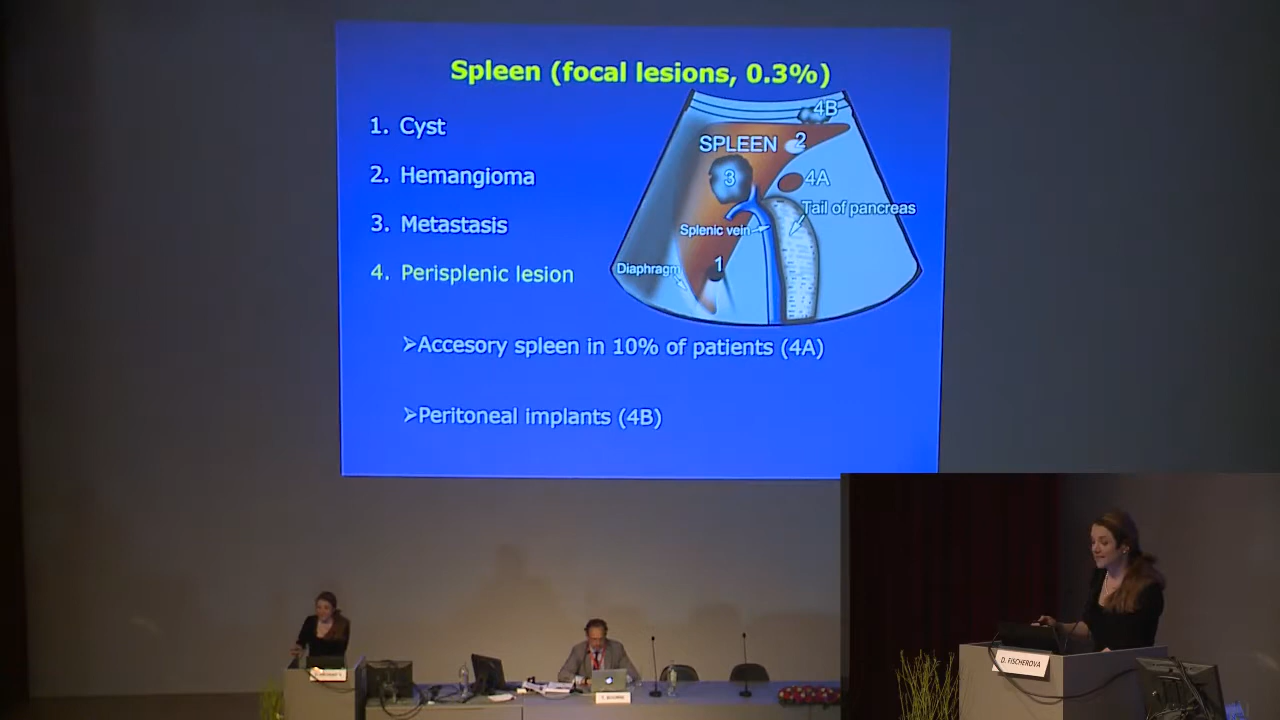 Spleen (focal lesions, 0.3%)
1. Cyst
2. Hemangioma
3. Metastasis
4. Perisplenic lesion
➢Accesory spleen in 10% of patients (4A)
➢Peritoneal implants (4B)
4B
SPLEEN
2
3
4A
Tail of pancreas
Splenic vein
1
Diaphragm
D. FISCHEROVA